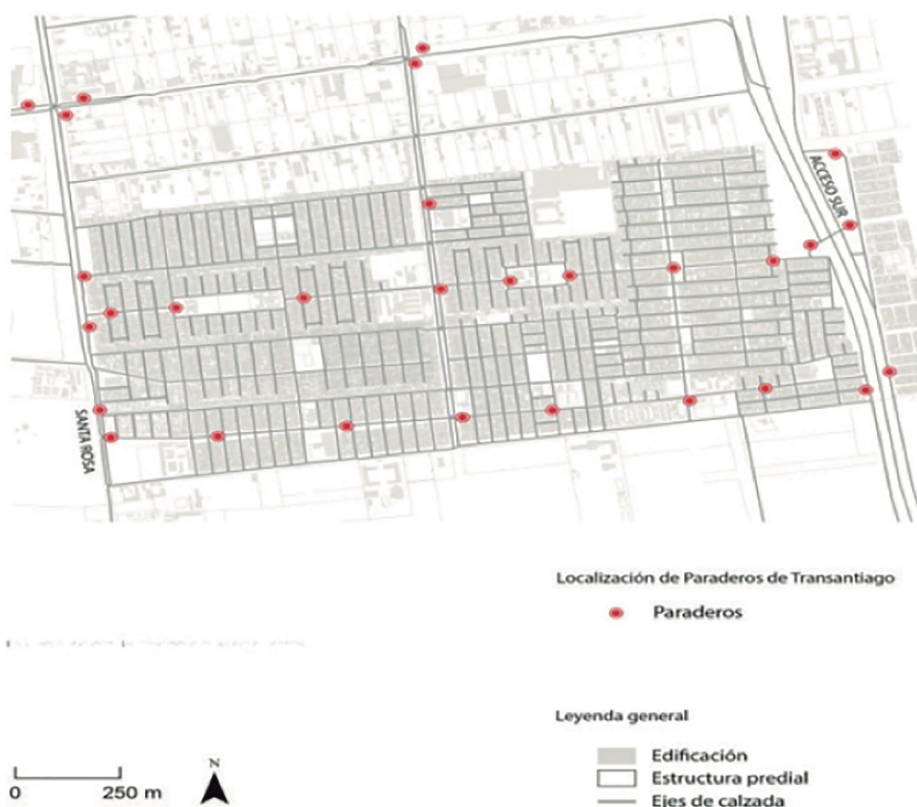 ACCESO SUR
SANTA ROSA
Localización de Paraderos de Transantiago
Paraderos
Leyenda general
Edificación
Estructura predial
Ejes de calzada
N
0 250 m